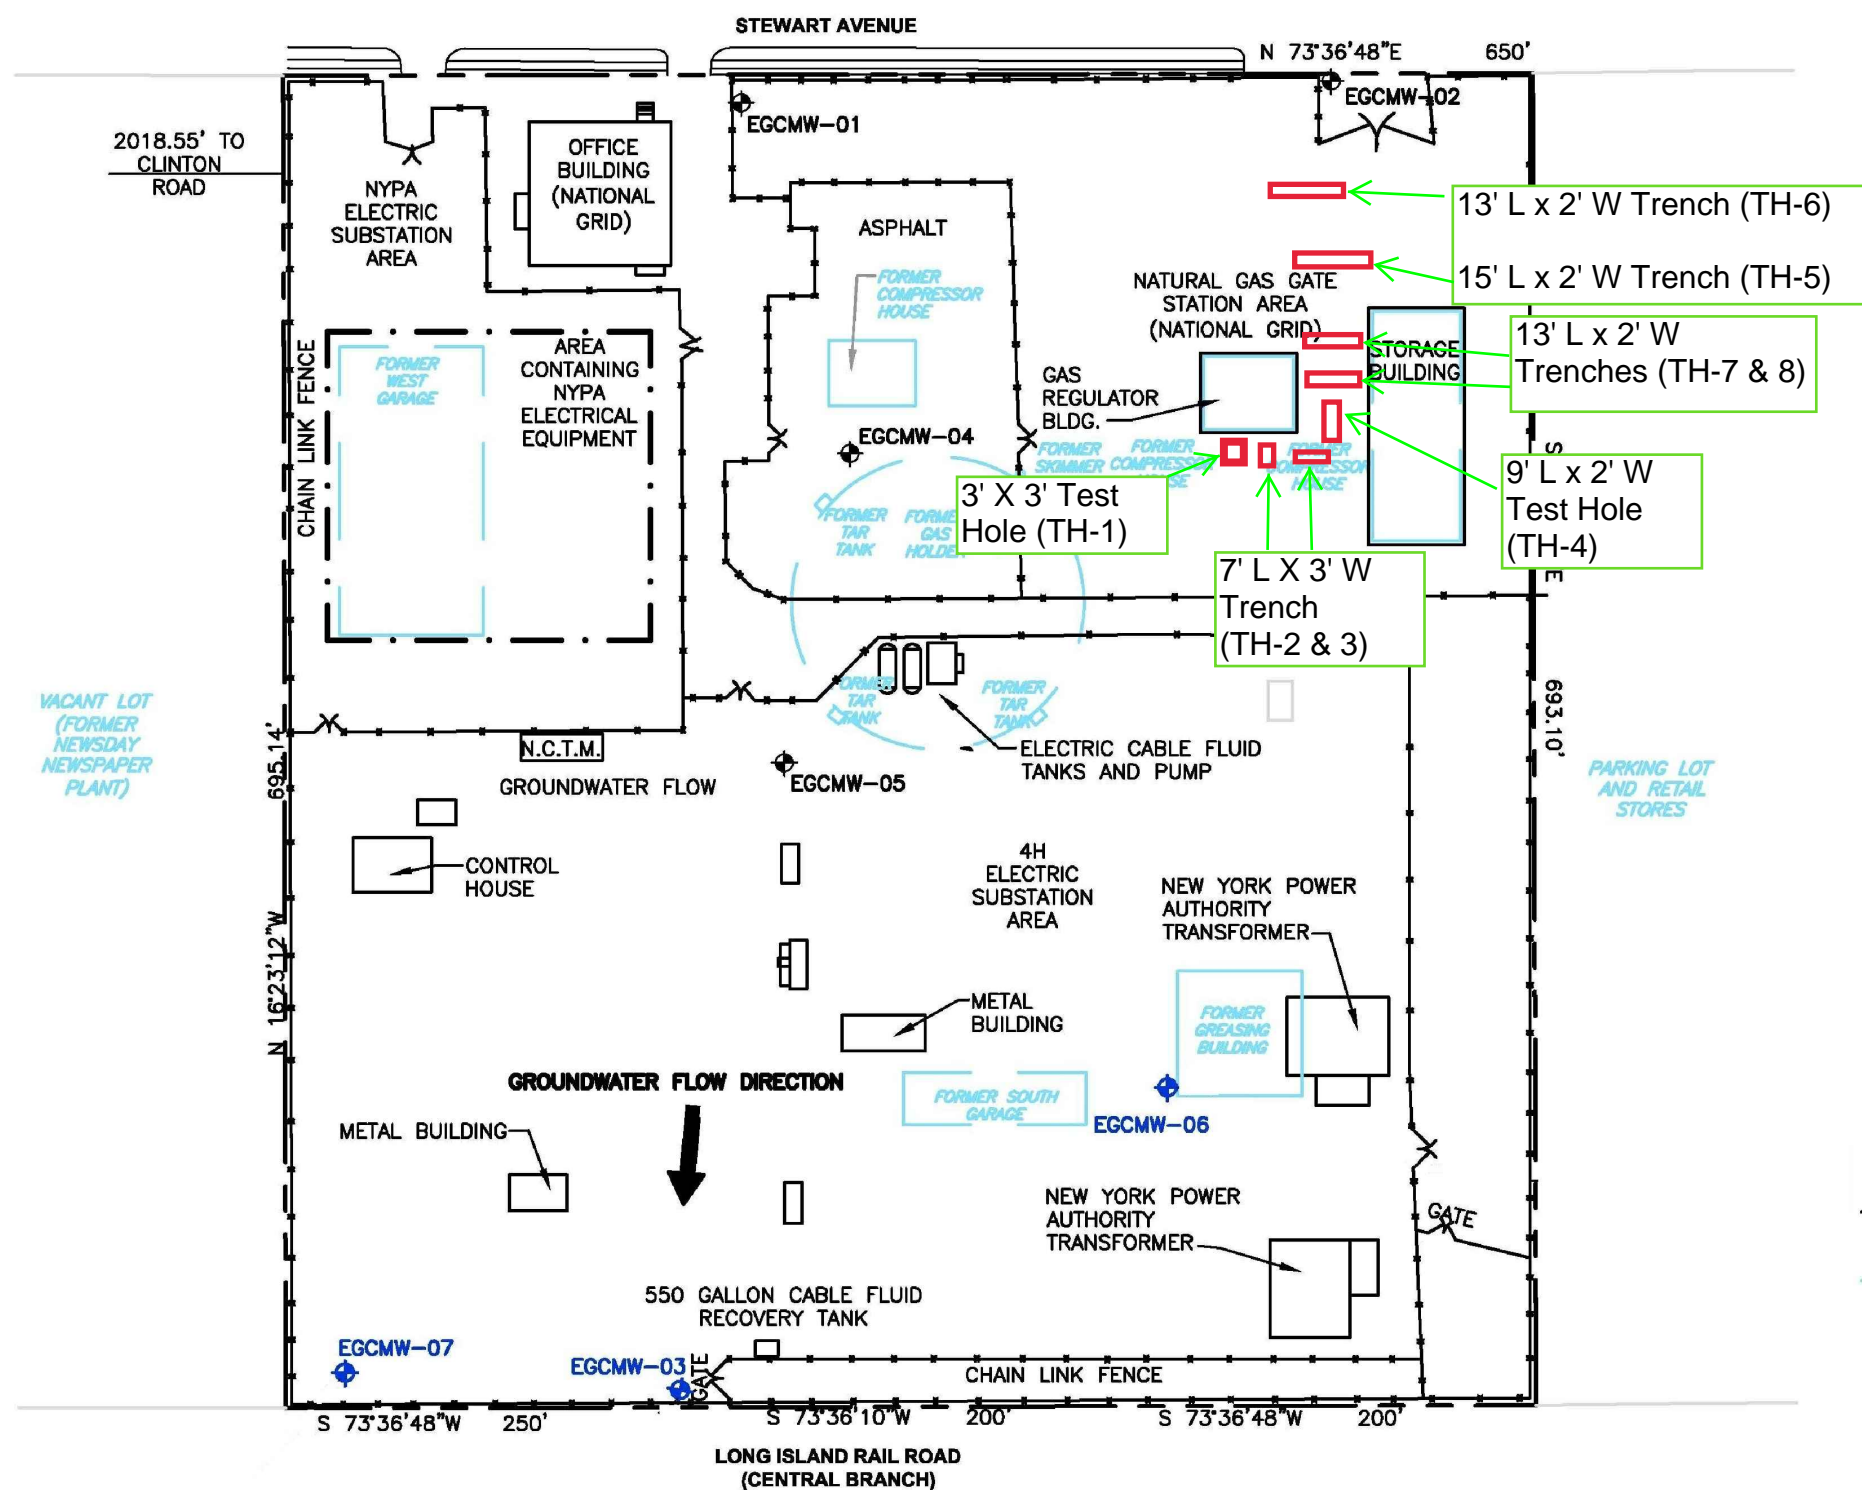 STEWART AVENUE
N 73°36'48"E 650'
EGCMW-02
EGCMW-01
2018.55' TO
CLINTON
ROAD
OFFICE
BUILDING
(NATIONAL
GRID)
NYPA
ELECTRIC
SUBSTATION
AREA
ASPHALT
13' L x 2' W Trench (TH-6)
15' L x 2' W Trench (TH-5)
FORMER
COMPRESSOR
HOUSE
NATURAL GAS GATE
STATION AREA
(NATIONAL GRID)
13' L x 2' W
Trenches (TH-7 & 8)
STORAGE
BUILDING
CHAIN LINK FENCE
FORMER
WEST
GARAGE
AREA
CONTAINING
NYPA
ELECTRICAL
EQUIPMENT
GAS
REGULATOR
BLDG.
EGCMW-04
FORMER
SKIMMER
FORMER
COMPRESSOR
FORMER
COMPRESSOR
HOUSE
3' X 3' Test
Hole (TH-1)
9' L x 2' W
Test Hole
(TH-4)
7' L X 3' W
Trench
(TH-2 & 3)
FORMER
TAR
TANK
FORMER
GAS
HOLDER
FORMER
TAR
TANK
FORMER
TAR
TANK
VACANT LOT
(FORMER
NEWSDAY
NEWSPAPER
PLANT)
695.14'
N 16°23'12"W
693.10'
N.C.T.M.
GROUNDWATER FLOW
EGCMW-05
ELECTRIC CABLE FLUID
TANKS AND PUMP
PARKING LOT
AND RETAIL
STORES
CONTROL
HOUSE
4H
ELECTRIC
SUBSTATION
AREA
NEW YORK POWER
AUTHORITY
TRANSFORMER
METAL
BUILDING
FORMER
GREASING
BUILDING
GROUNDWATER FLOW DIRECTION
FORMER SOUTH
GARAGE
EGCMW-06
METAL BUILDING
NEW YORK POWER
AUTHORITY
TRANSFORMER
GATE
550 GALLON CABLE FLUID
RECOVERY TANK
EGCMW-07
EGCMW-03
GATE
CHAIN LINK FENCE
S 73°36'48"W 250'
S 73°36'10"W 200'
S 73°36'48"W 200'
LONG ISLAND RAIL ROAD
(CENTRAL BRANCH)